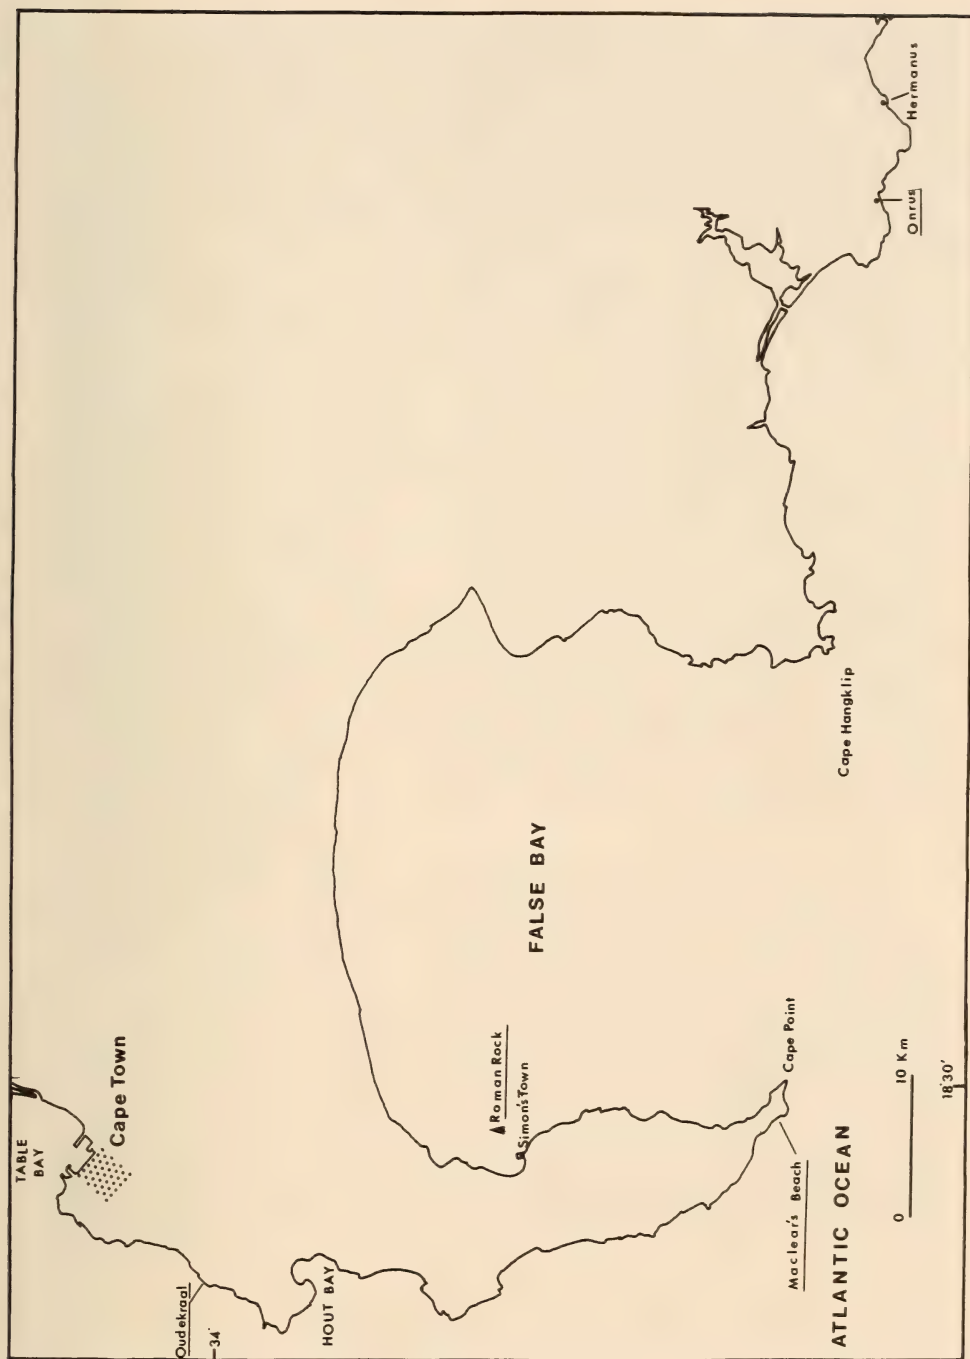 TABLE
BAY
Cape Town
Oudekraal
34°
HOUT BAY
Roman Rock
Simon's Town
FALSE BAY
Cape Point
Maclear's Beach
ATLANTIC OCEAN
0 10 Km
18°30'
Cape Hangklip
Onrus
Hermanus